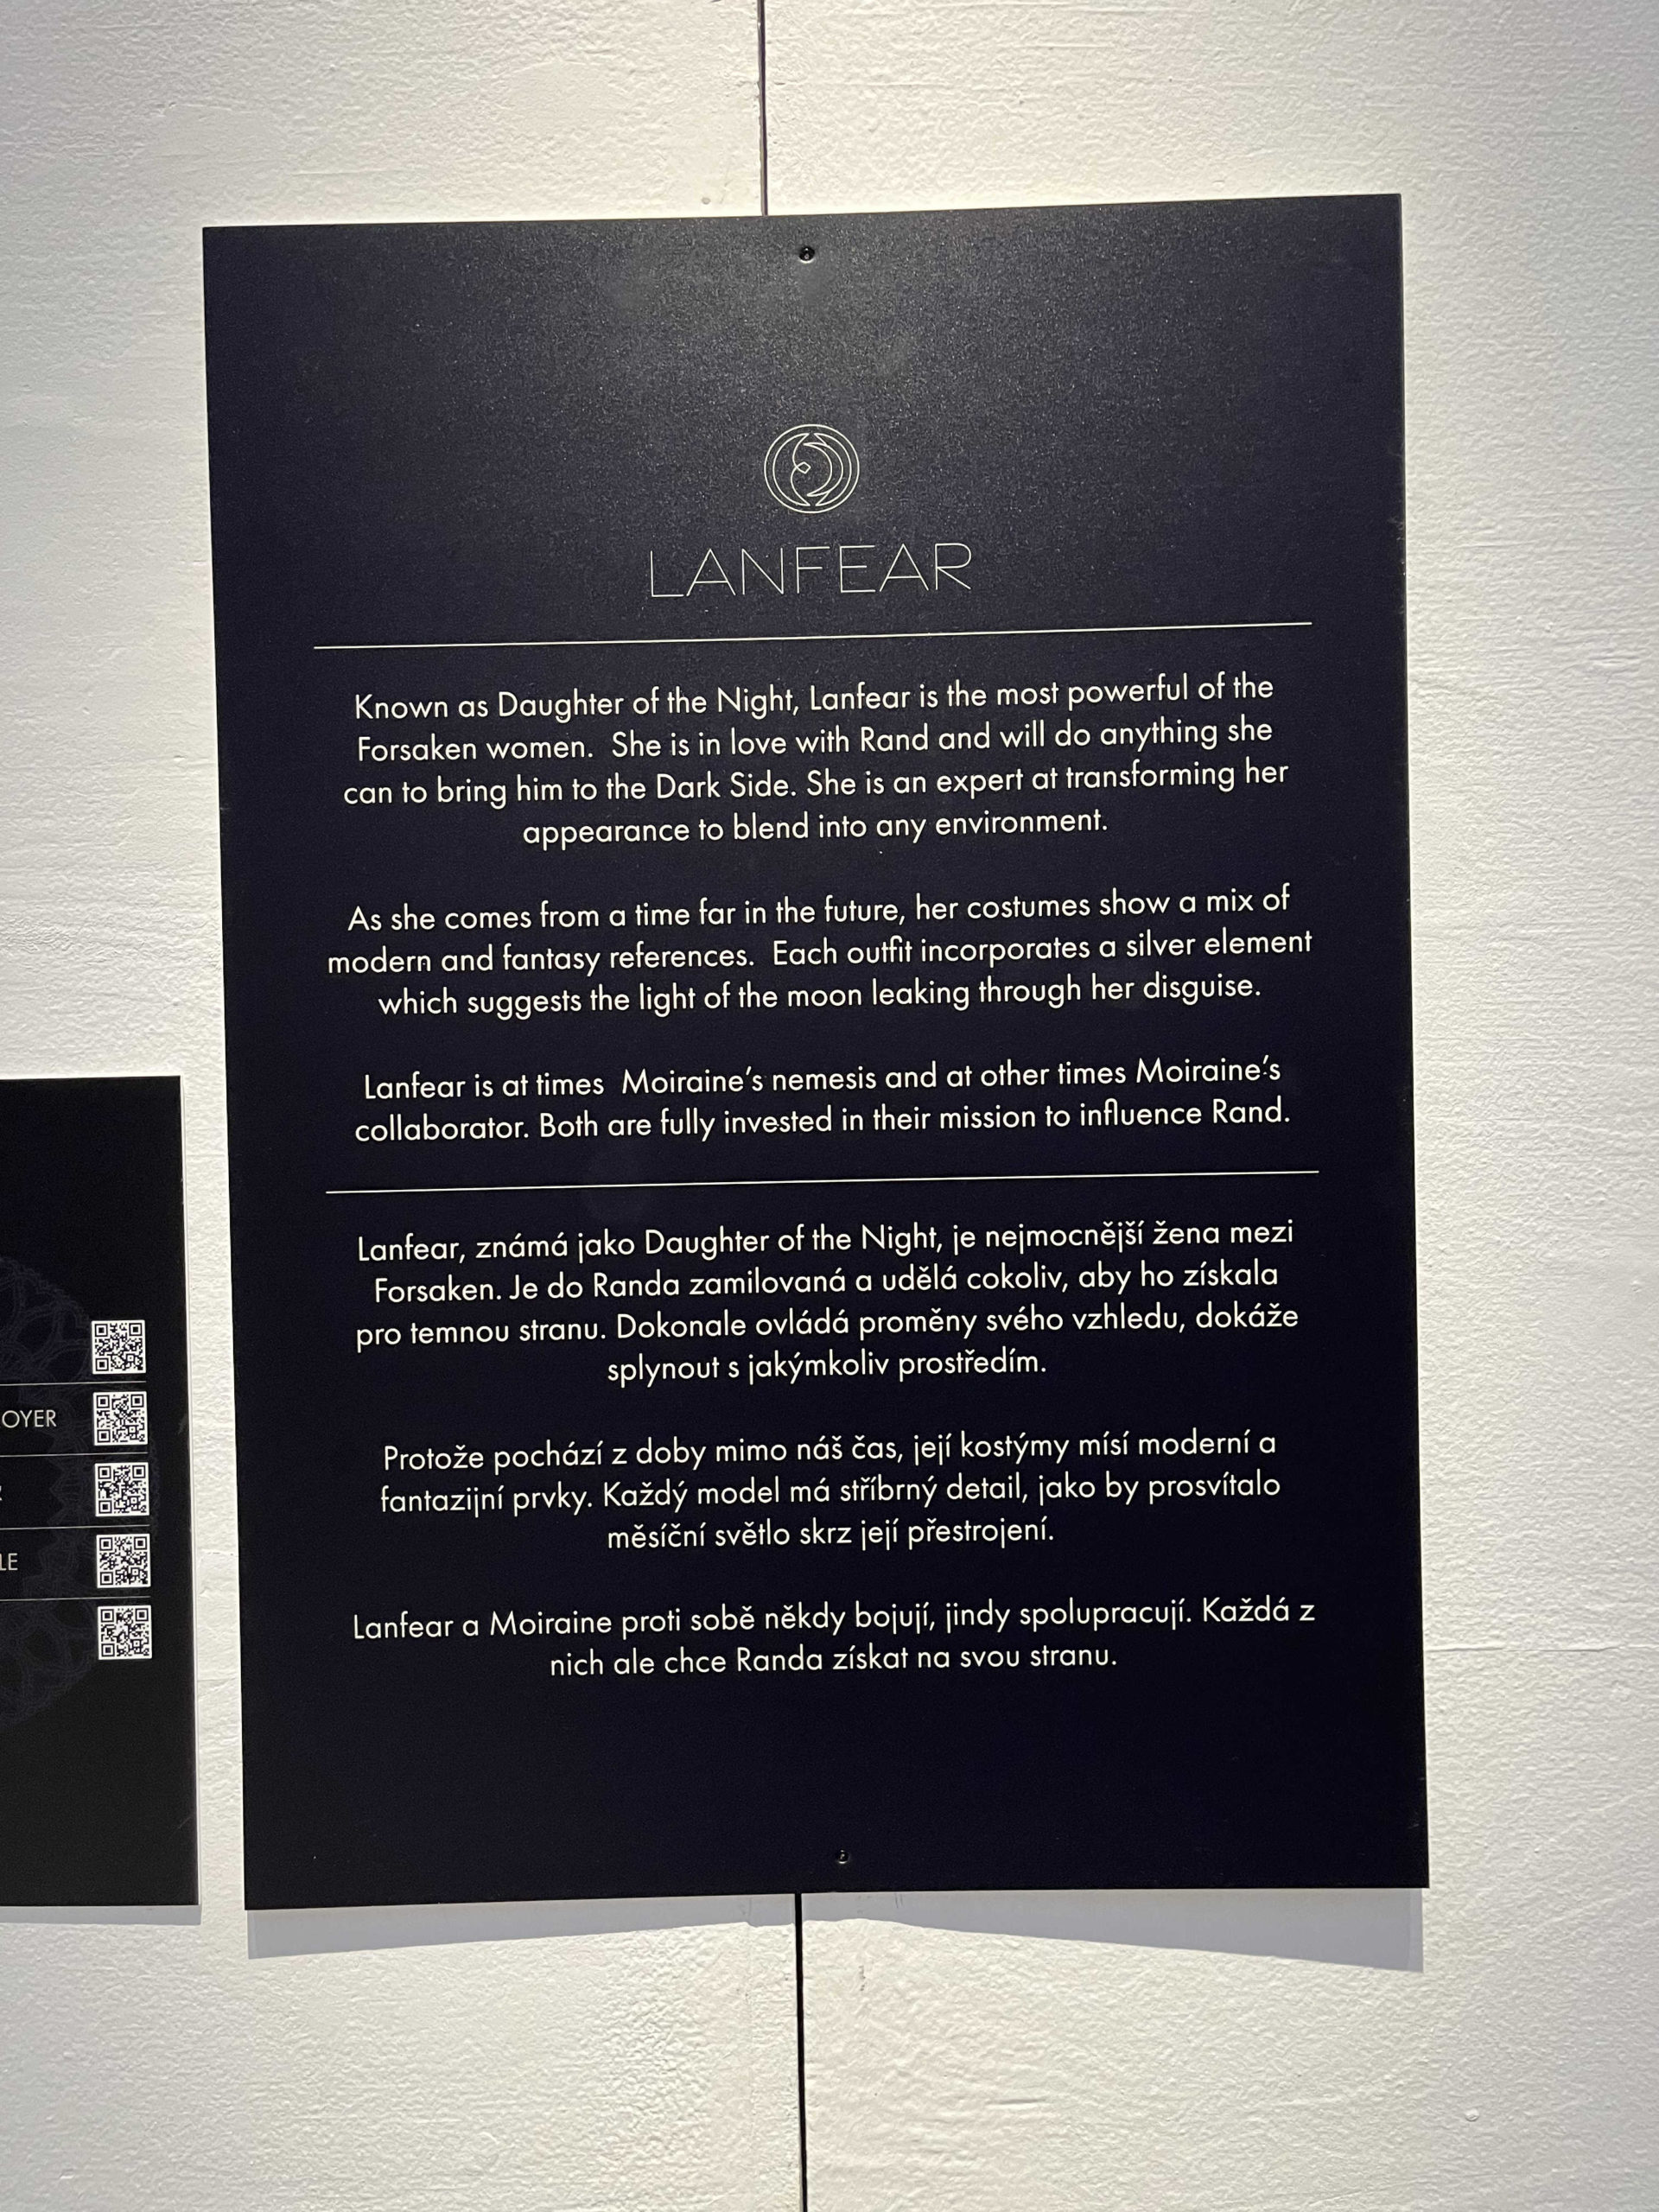 LANFEAR
Known as Daughter of the Night, Lanfear is the most powerful of the
Forsaken women.  She is in love with Rand and will do anything she
can to bring him to the Dark Side. She is an expert at transforming her
appearance to blend into any environment.
As she comes from a time far in the future, her costumes show a mix of
modern and fantasy references.  Each outfit incorporates a silver element
which suggests the light of the moon leaking through her disguise.
Lanfear is at times  Moiraine’s nemesis and at other times Moiraine’s
collaborator. Both are fully invested in their mission to influence Rand.
Lanfear, známá jako Daughter of the Night, je nejmocnější žena mezi
Forsaken. Je do Randa zamilovaná a udělá cokoliv, aby ho získala
pro temnou stranu. Dokonale ovládá proměny svého vzhledu, dokáže
splynout s jakýmkoliv prostředím.
Protože pochází z doby mimo náš čas, její kostýmy mísí moderní a
fantazijní prvky. Každý model má stříbrný detail, jako by prosvítalo
měsíční světlo skrz její přestrojení.
Lanfear a Moiraine proti sobě někdy bojují, jindy spolupracují. Každá z
nich ale chce Randa získat na svou stranu.
OYER
LE